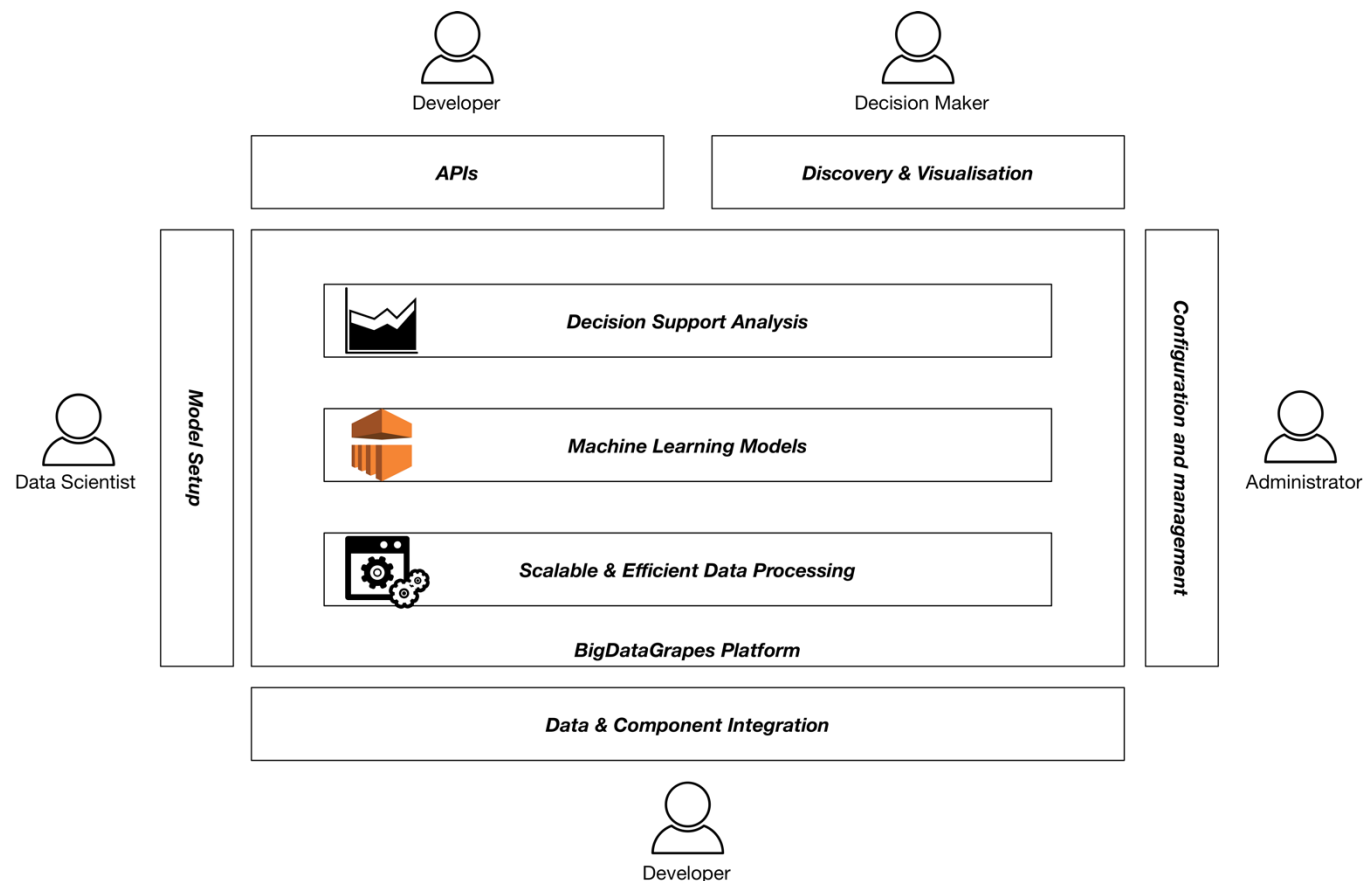 Developer
Decision Maker
APIs
Discovery & Visualisation
Decision Support Analysis
Model Setup
Configuration and management
Machine Learning Models
Data Scientist
Administrator
Scalable & Efficient Data Processing
BigDataGrapes Platform
Data & Component Integration
Developer